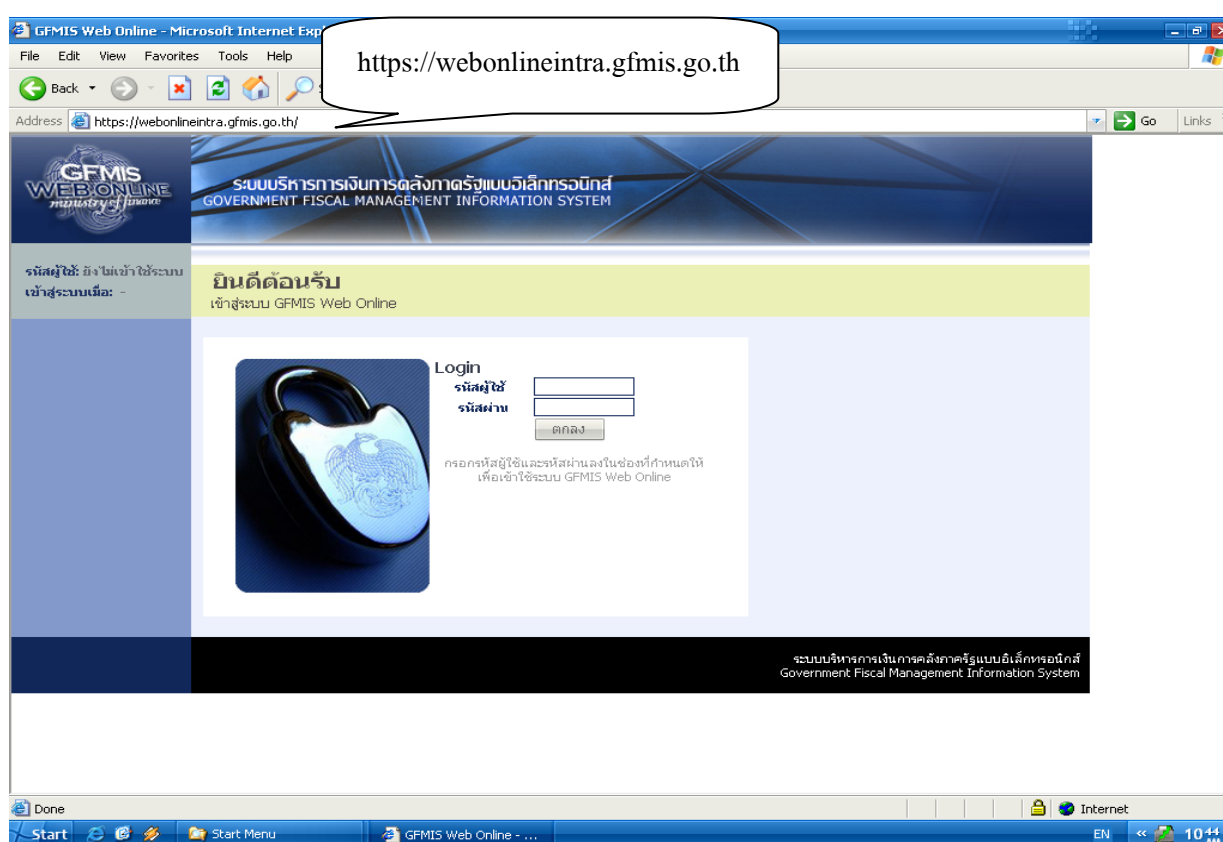 GFMIS Web Online - Microsoft Internet Exp
https://webonlineintra.gfmis.go.th
File Edit View Favorites Tools Help
Back
Address https://webonlineintra.gfmis.go.th/ Go Links
GFMIS
WEB ONLINE
ministry of finance
ระบบบริหารการเงินการคลังภาครัฐแบบอิเล็กทรอนิกส์
GOVERNMENT FISCAL MANAGEMENT INFORMATION SYSTEM
รหัสผู้ใช้: ยังไม่เข้าใช้ระบบ
เข้าสู่ระบบเมื่อ: -
ยินดีต้อนรับ
เข้าสู่ระบบ GFMIS Web Online
Login
รหัสผู้ใช้
รหัสผ่าน
ตกลง
กรอกรหัสผู้ใช้และรหัสผ่านลงในช่องที่กำหนดให้
เพื่อเข้าใช้ระบบ GFMIS Web Online
ระบบบริหารการเงินการคลังภาครัฐแบบอิเล็กทรอนิกส์
Government Fiscal Management Information System
Done Internet
Start Start Menu GFMIS Web Online - ... EN « 10